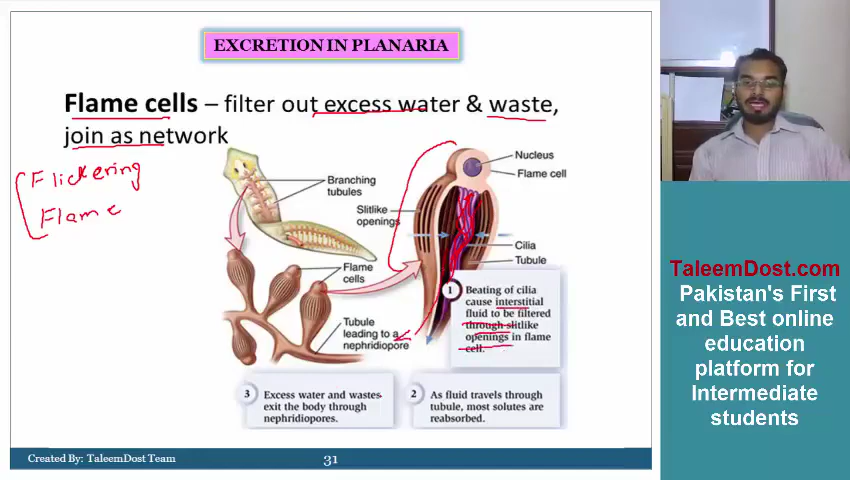 EXCRETION IN PLANARIA
Flame cells – filter out excess water & waste,
join as network
Flickering
Flame
Branching
tubules
Slitlike
openings
Nucleus
Flame cell
Cilia
Tubule
Flame
cells
Tubule
leading to a
nephridiopore
1 Beating of cilia
cause interstitial
fluid to be filtered
through slitlike
openings in flame
cell.
3 Excess water and wastes
exit the body through
nephridiopores.
2 As fluid travels through
tubule, most solutes are
reabsorbed.
Created By: TaleemDost Team
31
TaleemDost.com
Pakistan's First
and Best online
education
platform for
Intermediate
students